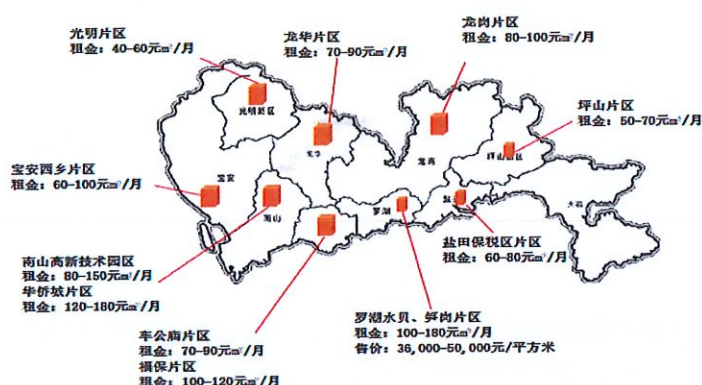 光明片区
租金：40-60元㎡/月
龙华片区
租金：70-90元㎡/月
龙岗片区
租金：80-100元㎡/月
坪山片区
租金：50-70元㎡/月
宝安西乡片区
租金：60-100元㎡/月
光明新区
龙华
龙岗
坪山新区
宝安
南山
罗湖
盐田
大鹏
南山高新技术园区
租金：80-150元㎡/月
华侨城片区
租金：120-180元㎡/月
盐田保税区片区
租金：60-80元㎡/月
车公庙片区
租金：70-90元㎡/月
福保片区
租金：100-120元㎡/月
罗湖水贝、笋岗片区
租金：100-180元㎡/月
售价：36,000-50,000元/平方米